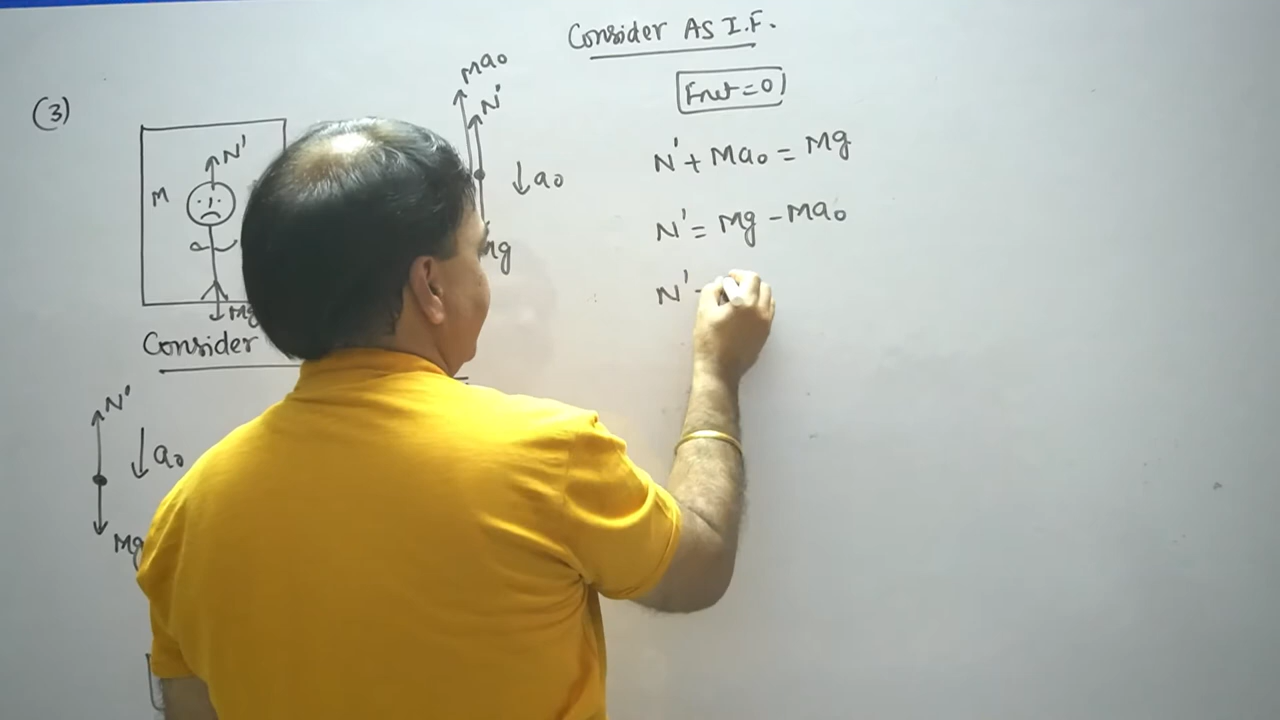 (3)
N'
M
Mg
Consider
N'
a₀
Mg
Ma₀
N'
a₀
Mg
Consider As I.F.
Fnet = 0
N' + Ma₀ = Mg
N' = Mg - Ma₀
N'